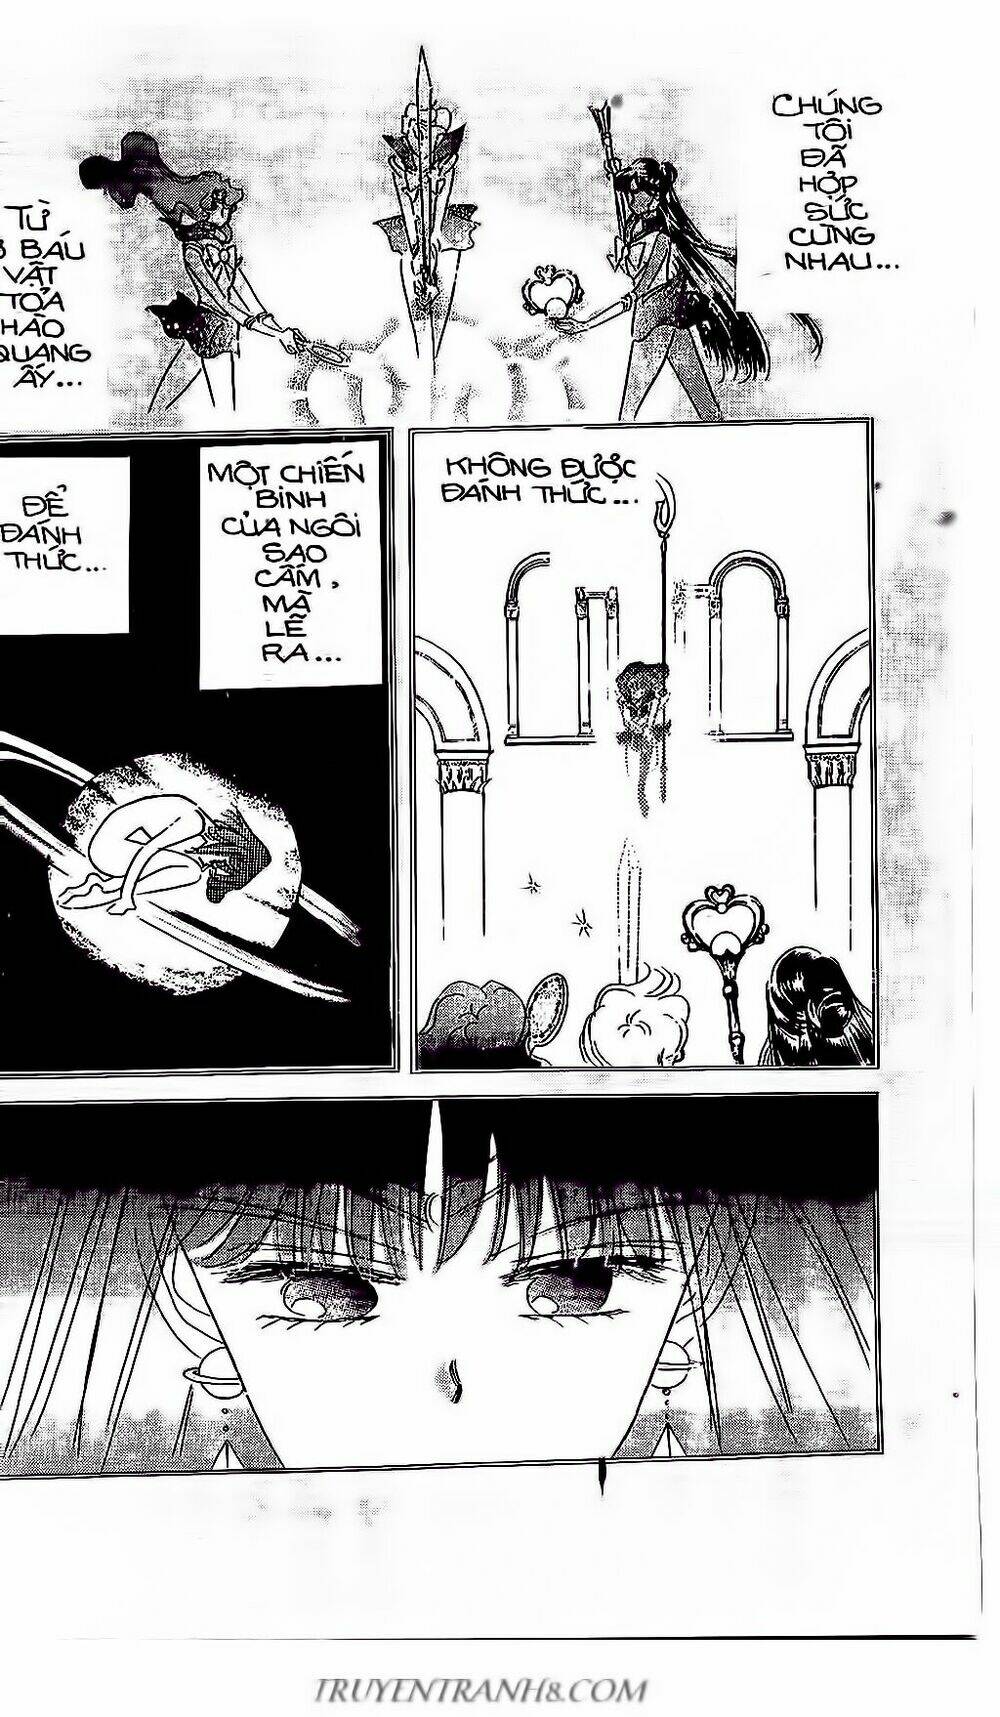 CHÚNG
TÔI
ĐÃ
HỢP
SỨC
CÙNG
NHAU...
TỪ
BÁU
VẬT
TỎA
HÀO
QUANG
ẤY...
KHÔNG ĐƯỢC
ĐÁNH THỨC...
MỘT CHIẾN
BINH
CỦA NGÔI
SAO
CẤM,
MÀ
LẼ
RA...
ĐỂ
ĐÁNH
THỨC...
TRUYENTRANH8.COM